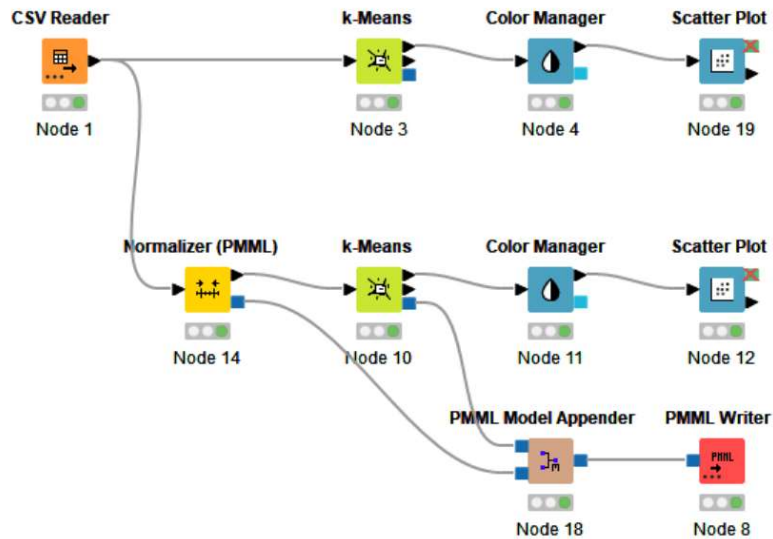 CSV Reader
k-Means
Color Manager
Scatter Plot
Node 1
Node 3
Node 4
Node 19
Normalizer (PMML)
k-Means
Color Manager
Scatter Plot
Node 14
Node 10
Node 11
Node 12
PMML Model Appender
PMML Writer
M
PMML
Node 18
Node 8